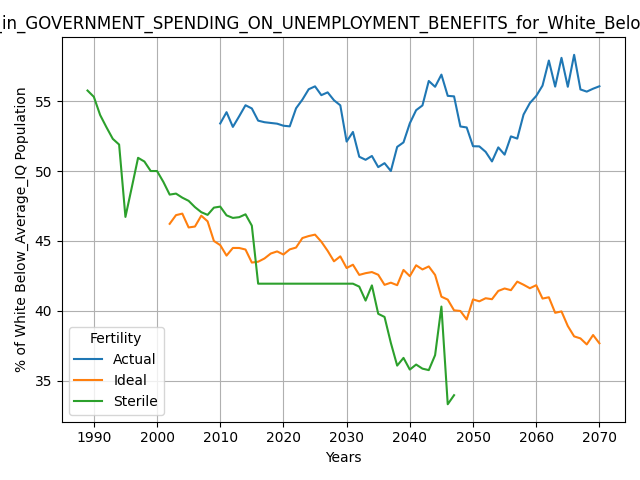 _in_GOVERNMENT_SPENDING_ON_UNEMPLOYMENT_BENEFITS_for_White_Belo
% of White Below_Average_IQ Population
55
50
45
40
35
Fertility
Actual
Ideal
Sterile
1990 2000 2010 2020 2030 2040 2050 2060 2070
Years